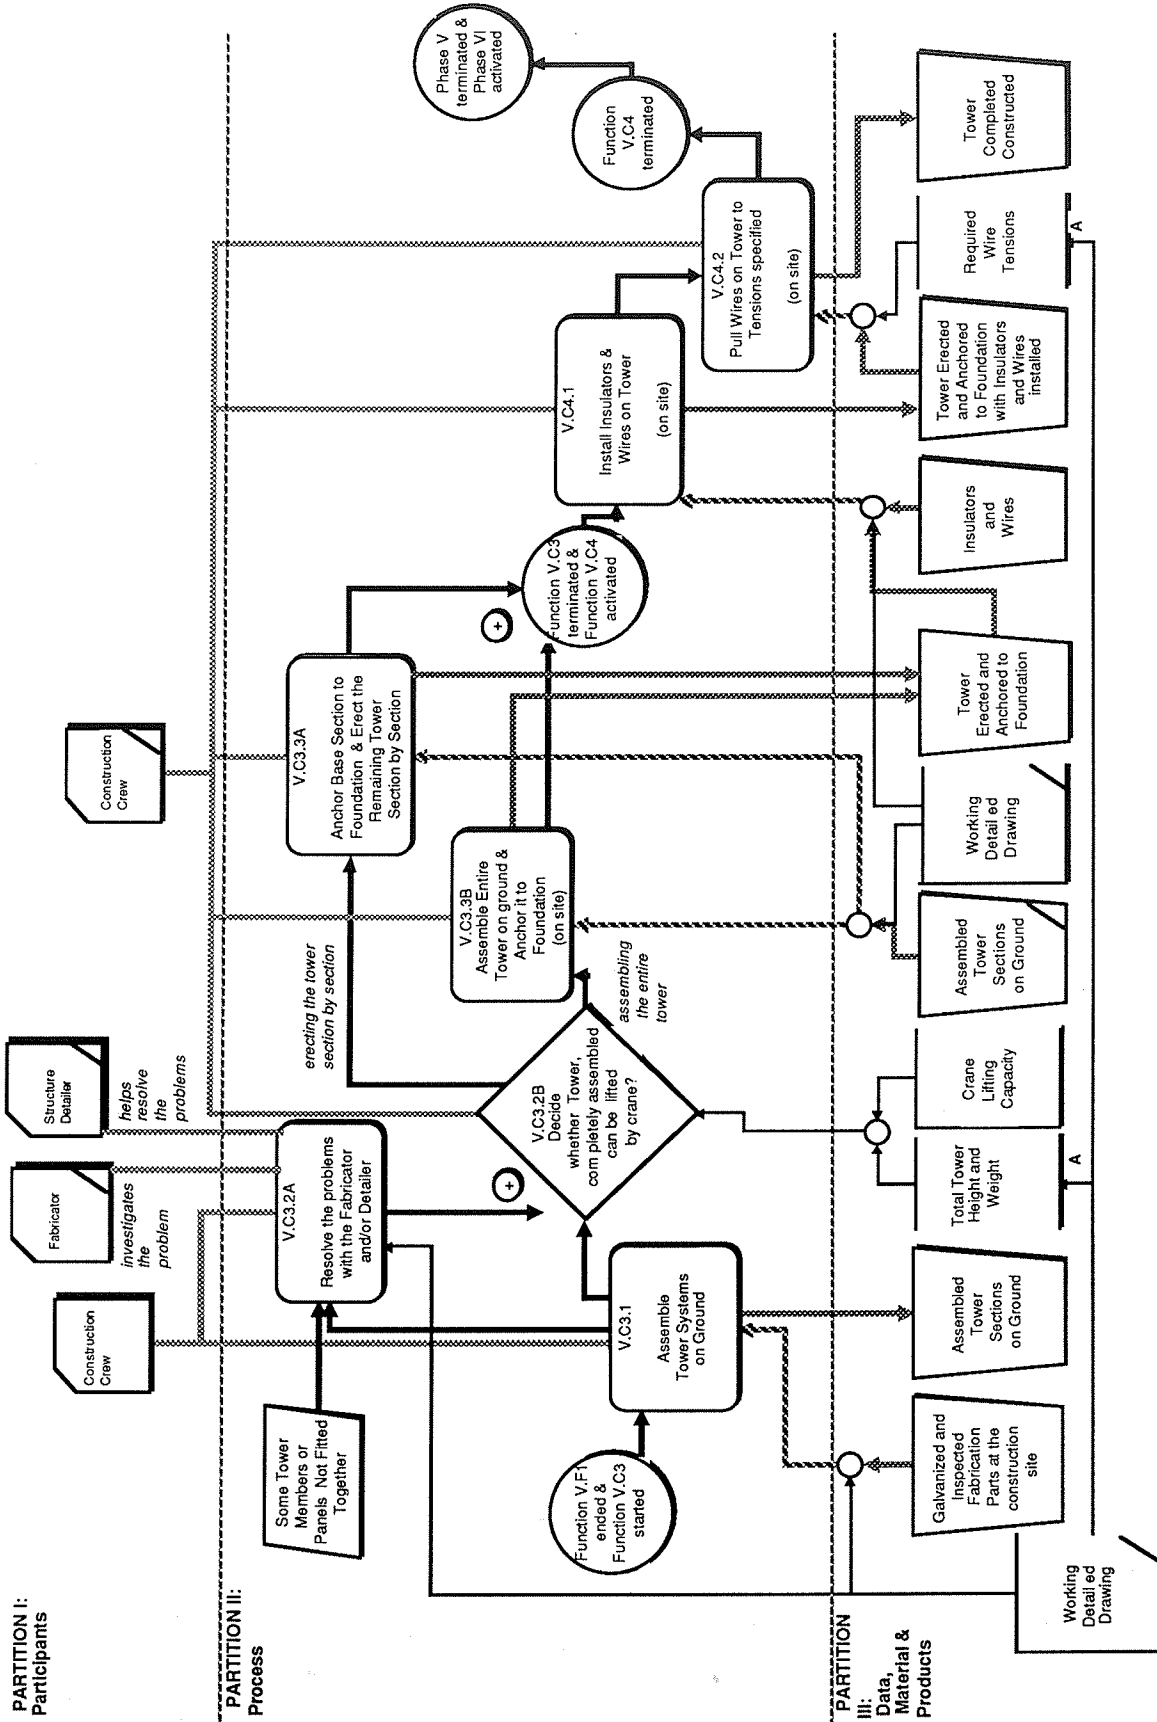 PARTITION I:
Participants
Construction
Crew
Fabricator
investigates
the
problem
Structure
Detailer
helps
resolve
the
problems
Construction
Crew
PARTITION II:
Process
Some Tower
Members or
Panels Not Fitted
Together
V.C3.2A
Resolve the problems
with the Fabricator
and/or Detailer
erecting the tower
section by section
V.C3.3A
Anchor Base Section to
Foundation & Erect the
Remaining Tower
Section by Section
+
+
Function V.F1
ended &
Function V.C3
started
V.C3.1
Assemble
Tower Systems
on Ground
V.C3.2B
Decide
whether Tower,
com pletely assembled
can be lifted
by crane?
assembling
the entire
tower
V.C3.3B
Assemble Entire
Tower on ground &
Anchor it to
Foundation
(on site)
Function V.C3
terminated &
Function V.C4
activated
V.C4.1
Install Insulators &
Wires on Tower
(on site)
V.C4.2
Pull Wires on Tower to
Tensions specified
(on site)
Function
V.C4
terminated
Phase V
terminated &
Phase VI
activated
PARTITION
III:
Data,
Material &
Products
Galvanized and
Inspected
Fabrication
Parts at the
construction
site
Assembled
Tower
Sections
on Ground
Total Tower
Height and
Weight
A
Crane
Lifting
Capacity
Assembled
Tower
Sections
on Ground
Working
Detail ed
Drawing
Tower
Erected and
Anchored to
Foundation
Insulators
and
Wires
Tower Erected
and Anchored
to Foundation
with Insulators
and Wires
installed
Required
Wire
Tensions
A
Tower
Completed
Constructed
Working
Detail ed
Drawing